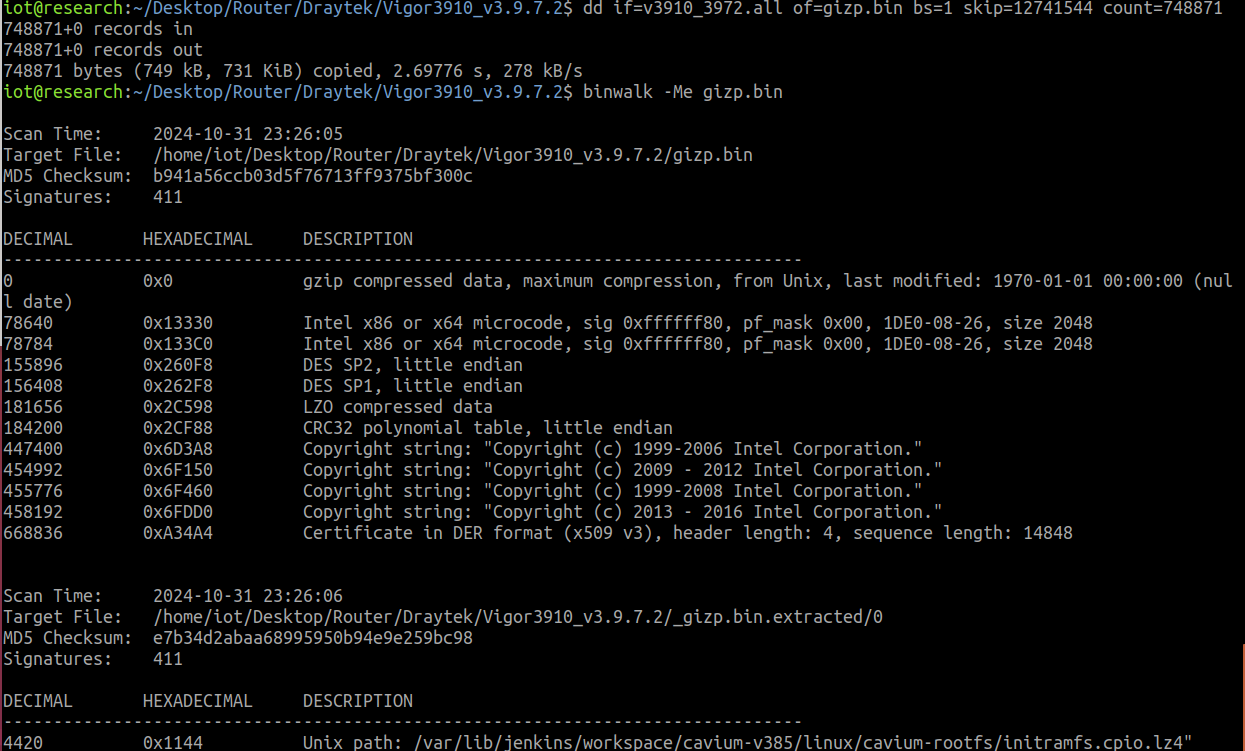 iot@research:~/Desktop/Router/Draytek/Vigor3910_v3.9.7.2$ dd if=v3910_3972.all of=gizp.bin bs=1 skip=12741544 count=748871
748871+0 records in
748871+0 records out
748871 bytes (749 kB, 731 KiB) copied, 2.69776 s, 278 kB/s
iot@research:~/Desktop/Router/Draytek/Vigor3910_v3.9.7.2$ binwalk -Me gizp.bin
Scan Time:     2024-10-31 23:26:05
Target File:   /home/iot/Desktop/Router/Draytek/Vigor3910_v3.9.7.2/gizp.bin
MD5 Checksum:  b941a56ccb03d5f76713ff9375bf300c
Signatures:    411
DECIMAL       HEXADECIMAL     DESCRIPTION
--------------------------------------------------------------------------------
0             0x0             gzip compressed data, maximum compression, from Unix, last modified: 1970-01-01 00:00:00 (nul
l date)
78640         0x13330         Intel x86 or x64 microcode, sig 0xffffff80, pf_mask 0x00, 1DE0-08-26, size 2048
78784         0x133C0         Intel x86 or x64 microcode, sig 0xffffff80, pf_mask 0x00, 1DE0-08-26, size 2048
155896        0x260F8         DES SP2, little endian
156408        0x262F8         DES SP1, little endian
181656        0x2C598         LZO compressed data
184200        0x2CF88         CRC32 polynomial table, little endian
447400        0x6D3A8         Copyright string: "Copyright (c) 1999-2006 Intel Corporation."
454992        0x6F150         Copyright string: "Copyright (c) 2009 - 2012 Intel Corporation."
455776        0x6F460         Copyright string: "Copyright (c) 1999-2008 Intel Corporation."
458192        0x6FDD0         Copyright string: "Copyright (c) 2013 - 2016 Intel Corporation."
668836        0xA34A4         Certificate in DER format (x509 v3), header length: 4, sequence length: 14848
Scan Time:     2024-10-31 23:26:06
Target File:   /home/iot/Desktop/Router/Draytek/Vigor3910_v3.9.7.2/_gizp.bin.extracted/0
MD5 Checksum:  e7b34d2abaa68995950b94e9e259bc98
Signatures:    411
DECIMAL       HEXADECIMAL     DESCRIPTION
--------------------------------------------------------------------------------
4420          0x1144          Unix path: /var/lib/jenkins/workspace/cavium-v385/linux/cavium-rootfs/initramfs.cpio.lz4"